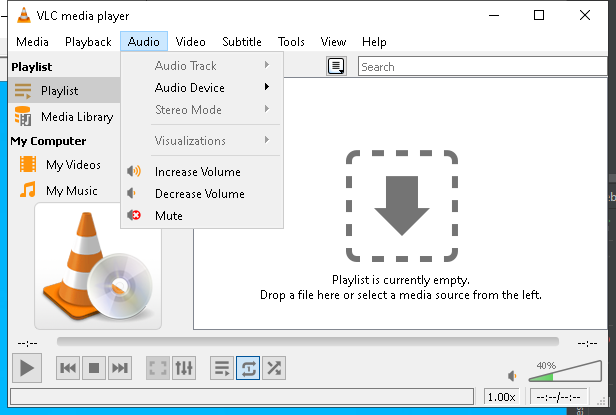 VLC media player
Media Playback Audio Video Subtitle Tools View Help
Playlist
Playlist
Media Library
My Computer
My Videos
My Music
Audio Track
Audio Device
Stereo Mode
Visualizations
Increase Volume
Decrease Volume
Mute
Search
Playlist is currently empty.
Drop a file here or select a media source from the left.
--:-- --:--
40%
1.00x --:--/--:--